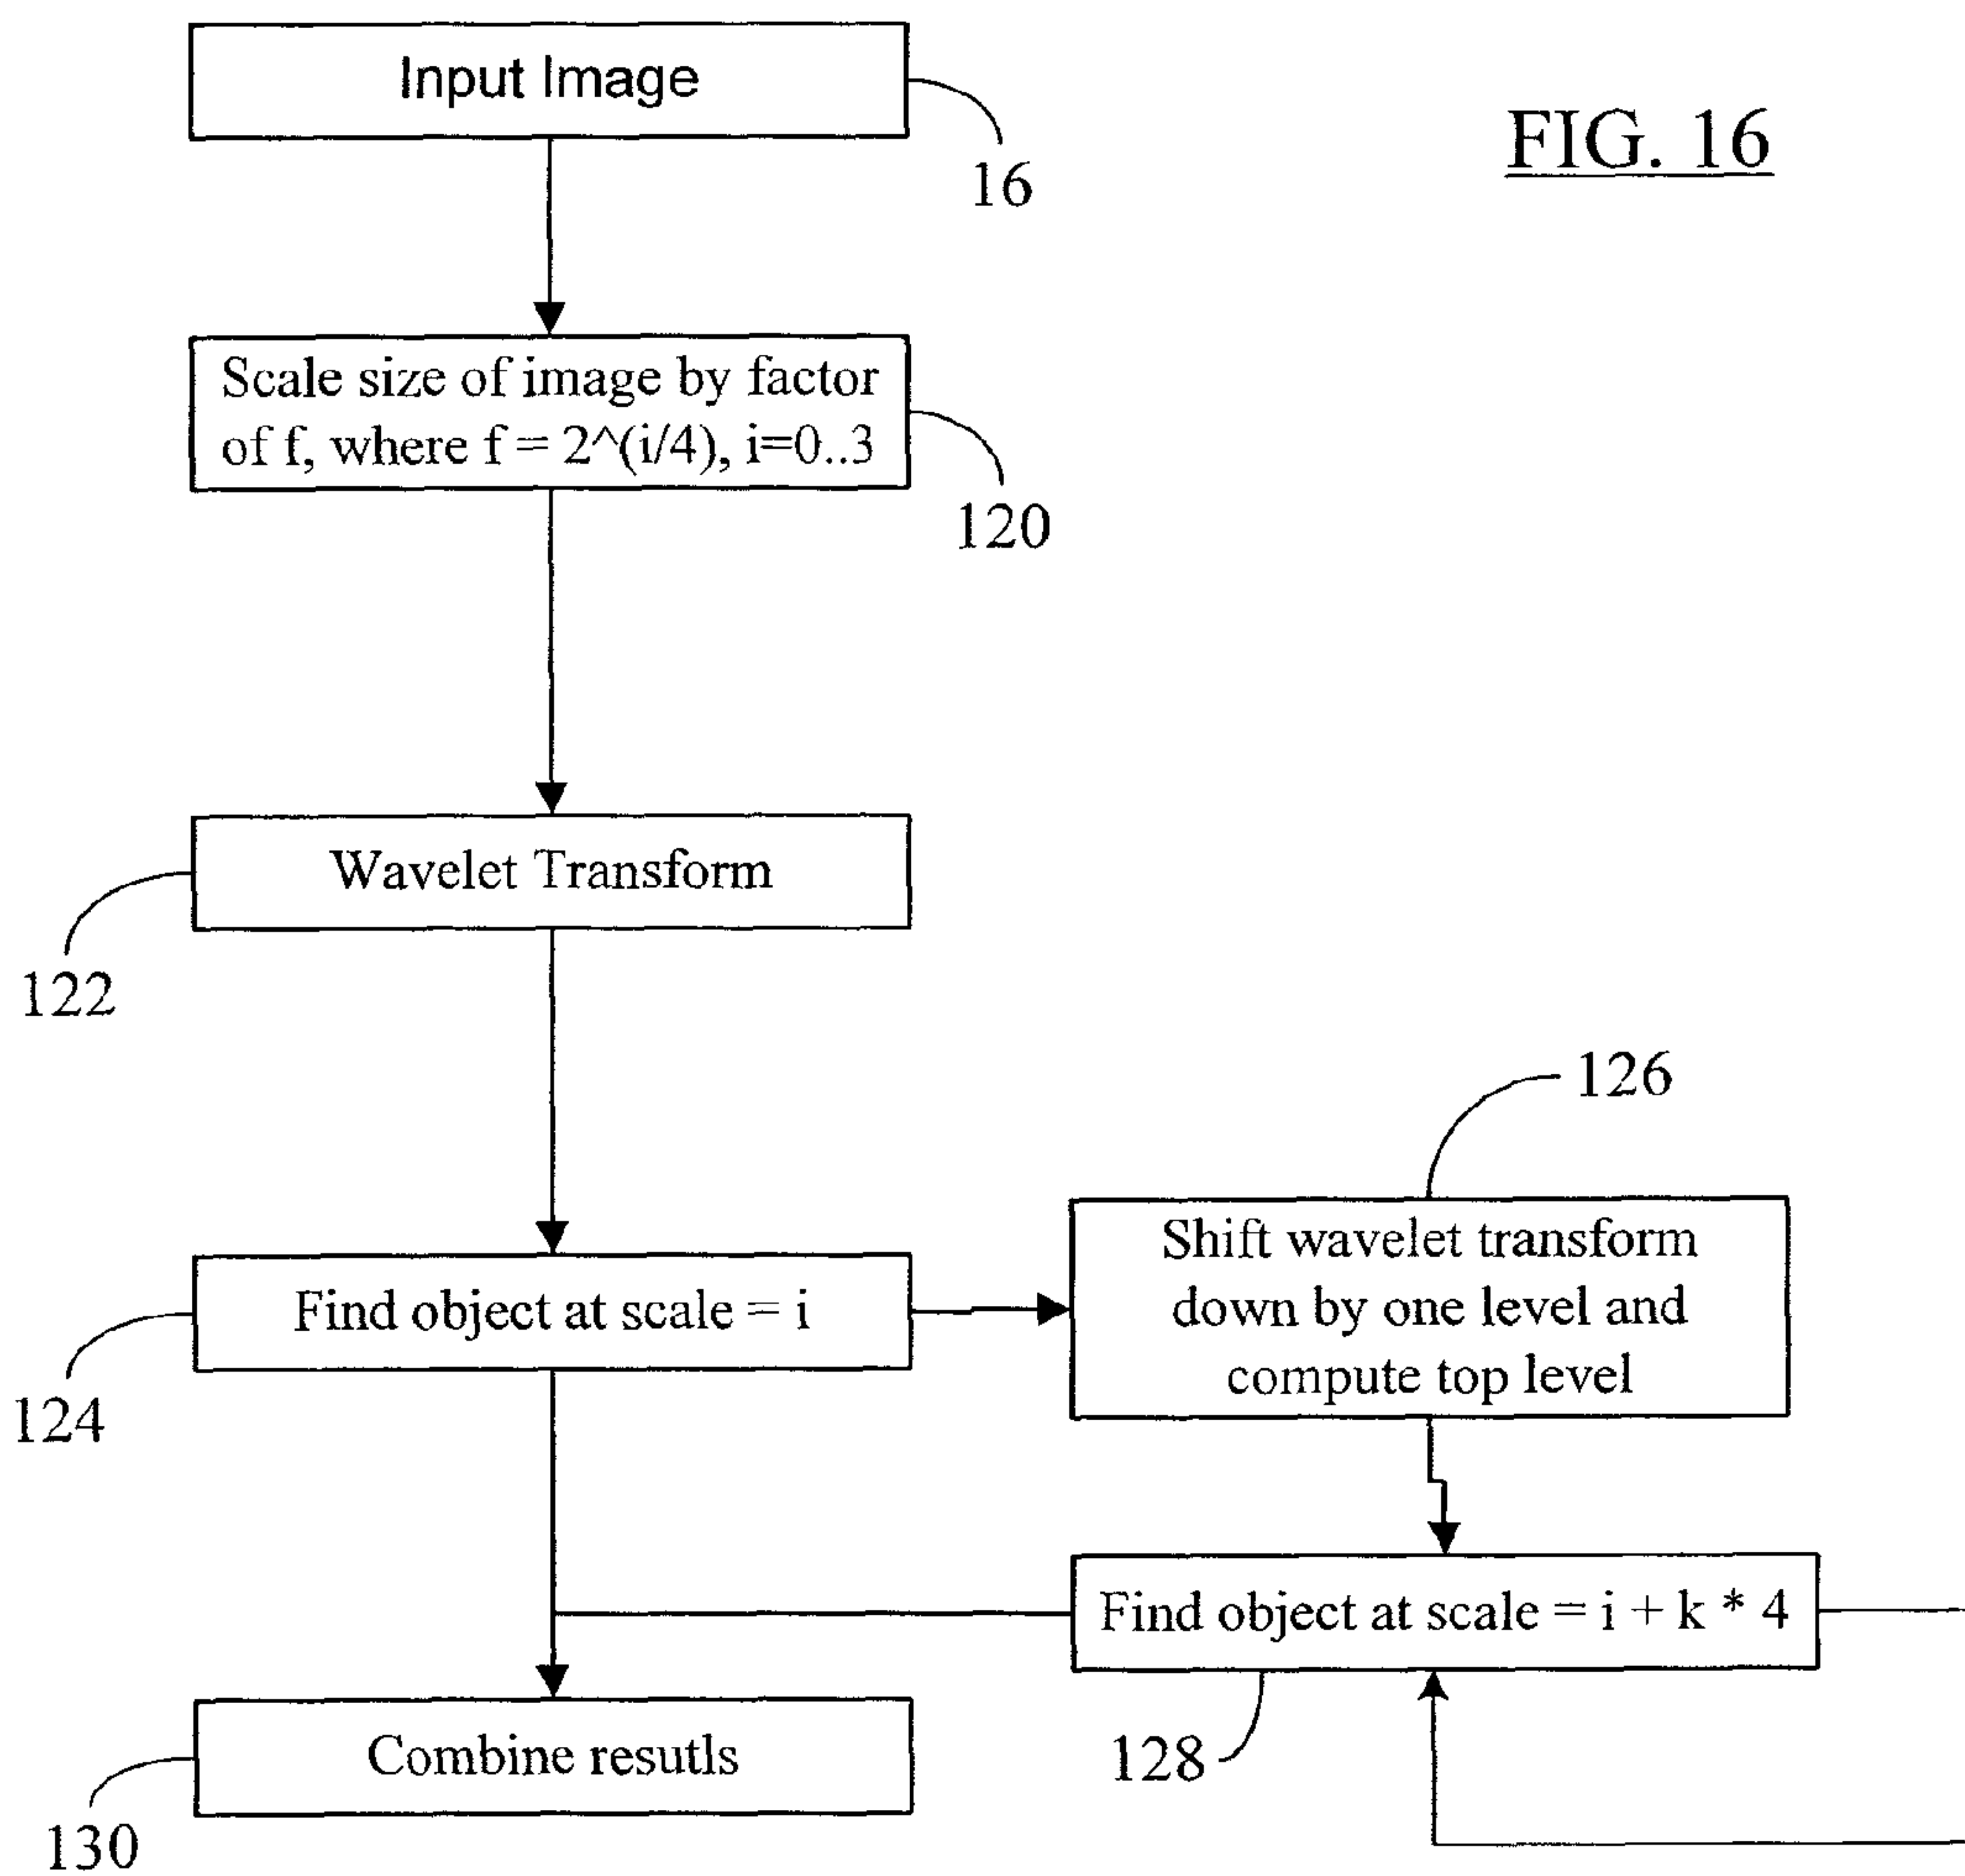 Input Image
16
FIG. 16
Scale size of image by factor
of f, where f = 2^(i/4), i=0..3
120
Wavelet Transform
122
126
Shift wavelet transform
down by one level and
compute top level
Find object at scale = i
124
Find object at scale = i + k * 4
128
Combine resutls
130